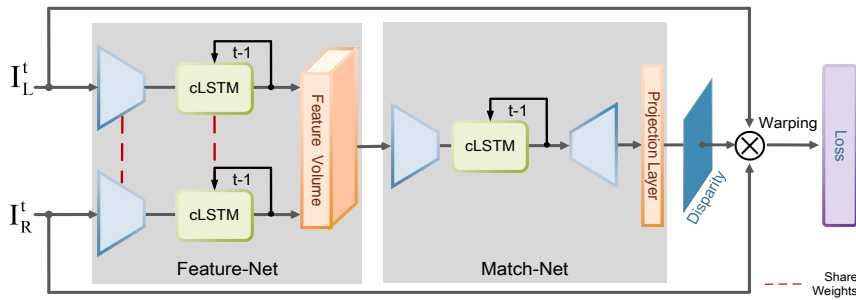 I_L^t
t-1
cLSTM
Feature Volume
t-1
cLSTM
I_R^t
Feature-Net
t-1
cLSTM
Projection Layer
Match-Net
Disparity
Warping
Loss
Share
Weights